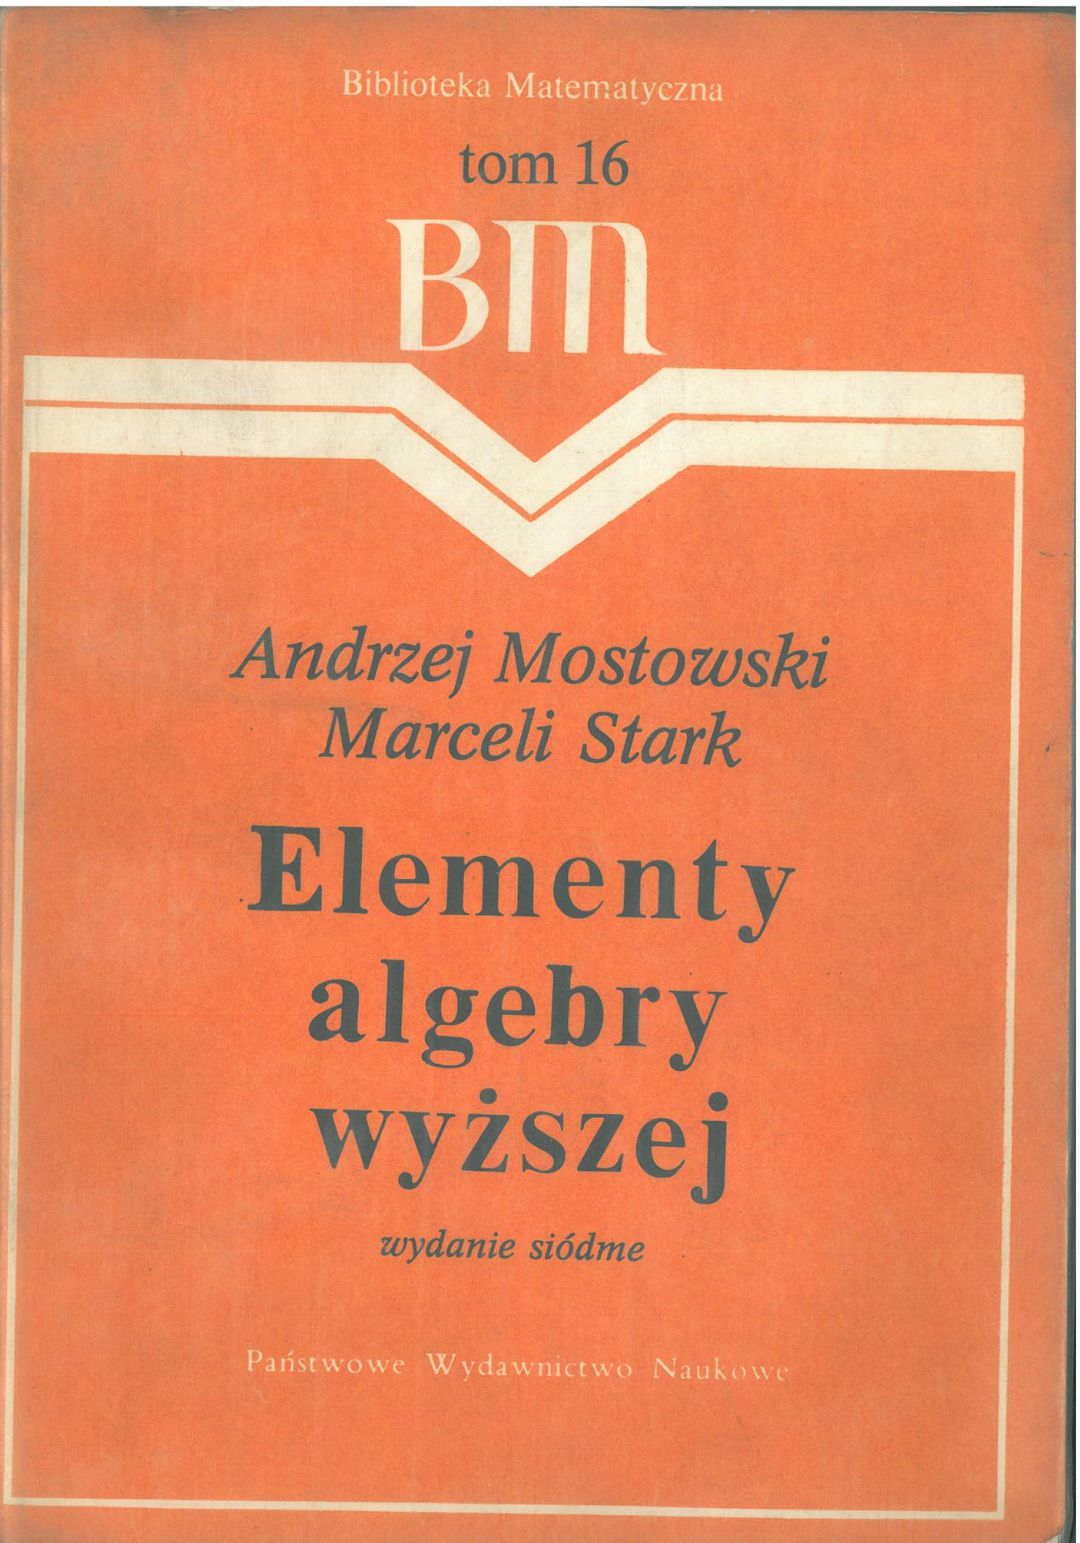 Biblioteka Matematyczna
tom 16
BM
Andrzej Mostowski
Marceli Stark
Elementy
algebry
wyższej
wydanie siódme
Państwowe Wydawnictwo Naukowe